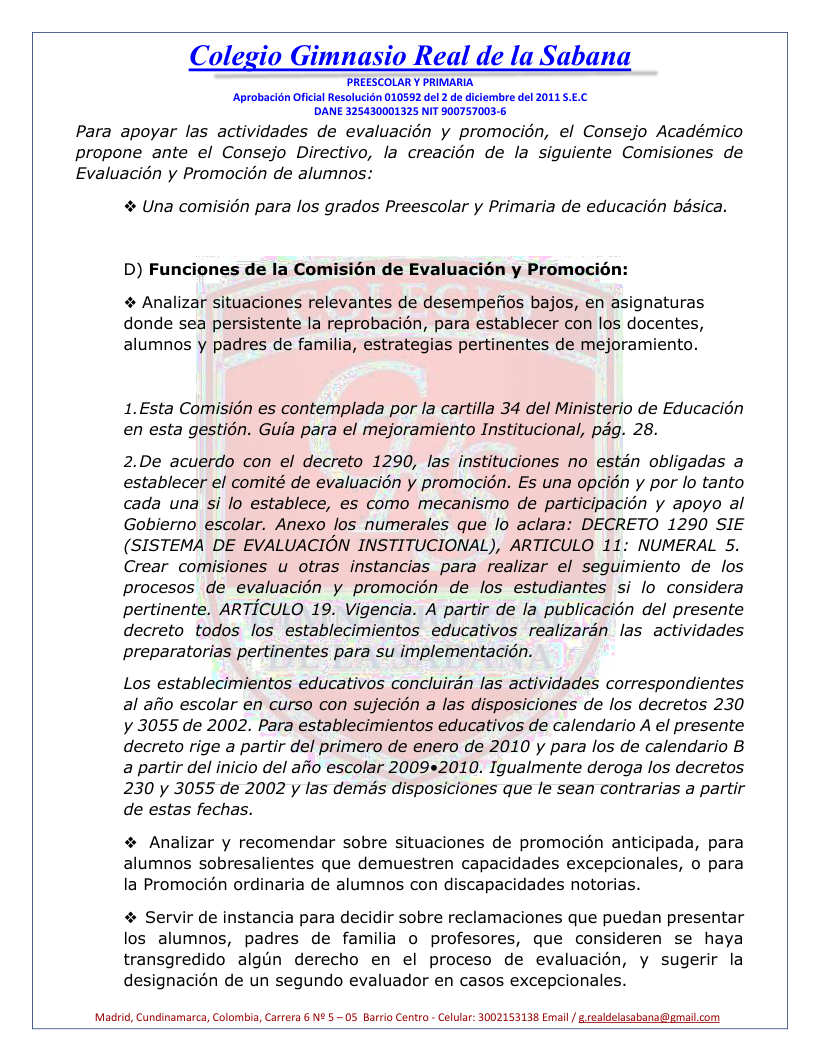 Colegio Gimnasio Real de la Sabana
PREESCOLAR Y PRIMARIA
Aprobación Oficial Resolución 010592 del 2 de diciembre del 2011 S.E.C
DANE 325430001325 NIT 900757003-6
Para apoyar las actividades de evaluación y promoción, el Consejo Académico
propone ante el Consejo Directivo, la creación de la siguiente Comisiones de
Evaluación y Promoción de alumnos:
❖ Una comisión para los grados Preescolar y Primaria de educación básica.
D) Funciones de la Comisión de Evaluación y Promoción:
❖ Analizar situaciones relevantes de desempeños bajos, en asignaturas
donde sea persistente la reprobación, para establecer con los docentes,
alumnos y padres de familia, estrategias pertinentes de mejoramiento.
1.Esta Comisión es contemplada por la cartilla 34 del Ministerio de Educación
en esta gestión. Guía para el mejoramiento Institucional, pág. 28.
2.De acuerdo con el decreto 1290, las instituciones no están obligadas a
establecer el comité de evaluación y promoción. Es una opción y por lo tanto
cada una si lo establece, es como mecanismo de participación y apoyo al
Gobierno escolar. Anexo los numerales que lo aclara: DECRETO 1290 SIE
(SISTEMA DE EVALUACIÓN INSTITUCIONAL), ARTICULO 11: NUMERAL 5.
Crear comisiones u otras instancias para realizar el seguimiento de los
procesos de evaluación y promoción de los estudiantes si lo considera
pertinente. ARTÍCULO 19. Vigencia. A partir de la publicación del presente
decreto todos los establecimientos educativos realizarán las actividades
preparatorias pertinentes para su implementación.
Los establecimientos educativos concluirán las actividades correspondientes
al año escolar en curso con sujeción a las disposiciones de los decretos 230
y 3055 de 2002. Para establecimientos educativos de calendario A el presente
decreto rige a partir del primero de enero de 2010 y para los de calendario B
a partir del inicio del año escolar 2009•2010. Igualmente deroga los decretos
230 y 3055 de 2002 y las demás disposiciones que le sean contrarias a partir
de estas fechas.
❖ Analizar y recomendar sobre situaciones de promoción anticipada, para
alumnos sobresalientes que demuestren capacidades excepcionales, o para
la Promoción ordinaria de alumnos con discapacidades notorias.
❖ Servir de instancia para decidir sobre reclamaciones que puedan presentar
los alumnos, padres de familia o profesores, que consideren se haya
transgredido algún derecho en el proceso de evaluación, y sugerir la
designación de un segundo evaluador en casos excepcionales.
COLEGIO
GRS
GIMNASIO REAL
DE LA SABANA
Madrid, Cundinamarca, Colombia, Carrera 6 Nº 5 – 05 Barrio Centro - Celular: 3002153138 Email / g.realdelasabana@gmail.com